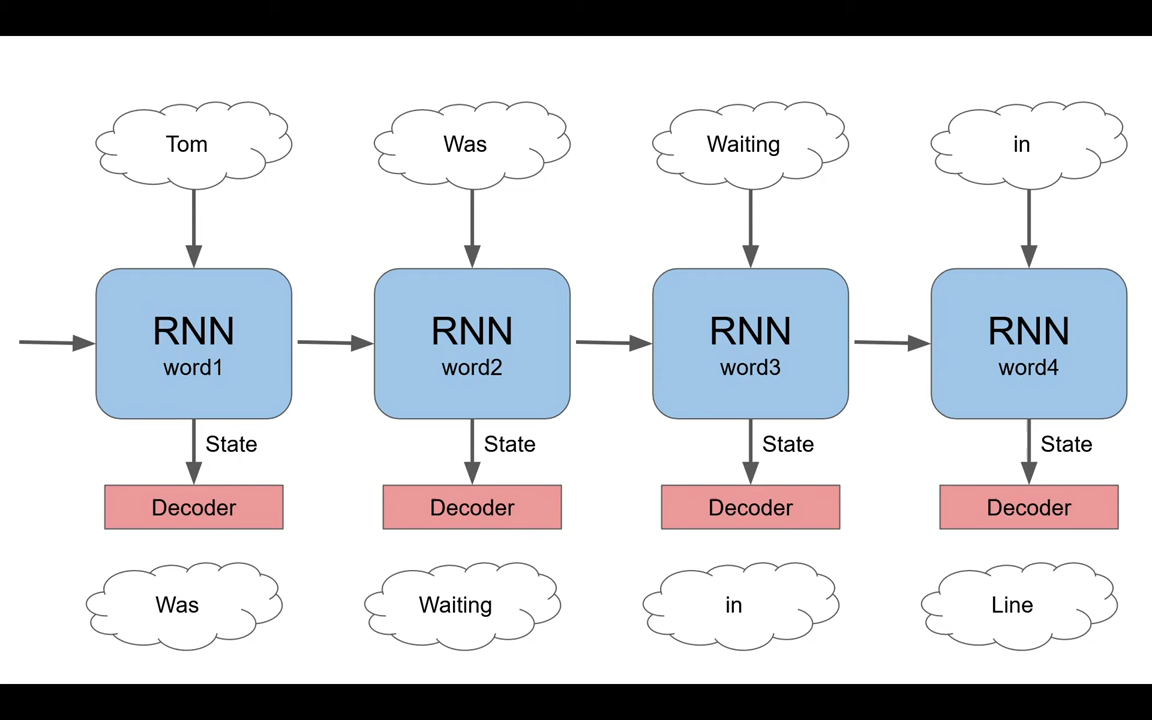 Tom
Was
Waiting
in
RNN
word1
RNN
word2
RNN
word3
RNN
word4
State
State
State
State
Decoder
Decoder
Decoder
Decoder
Was
Waiting
in
Line